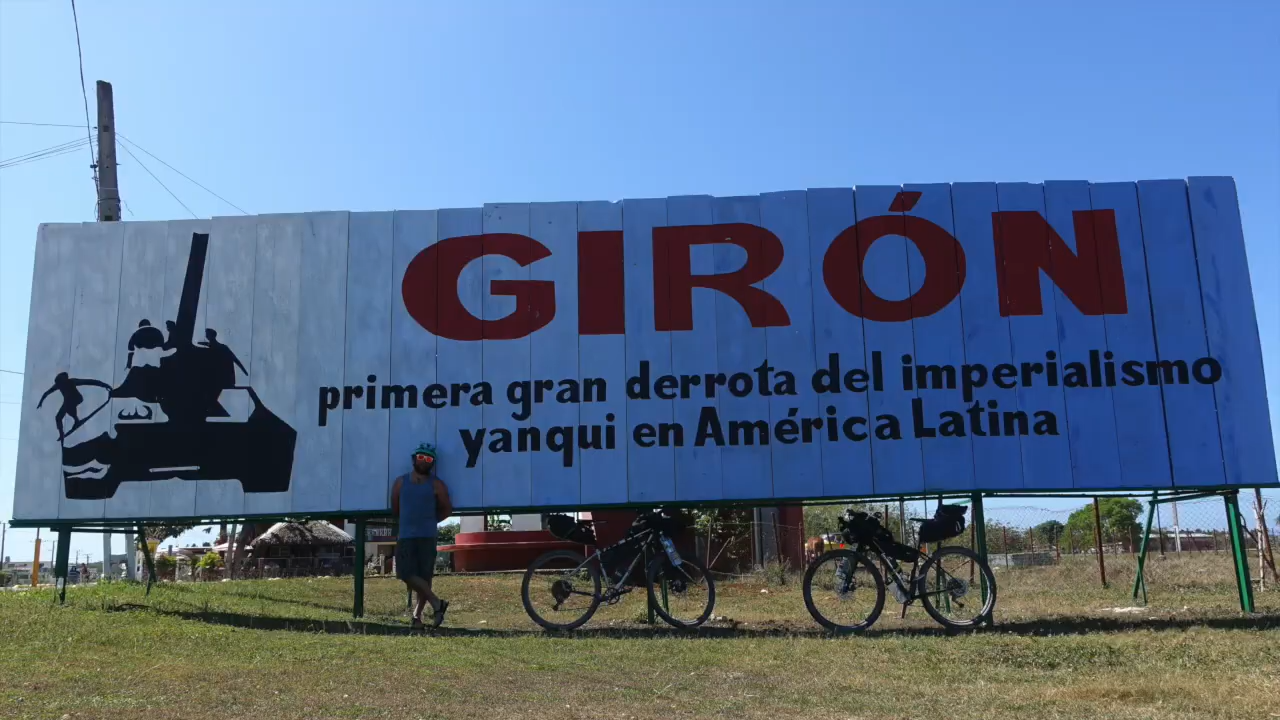 GIRÓN
primera gran derrota del imperialismo
yanqui en América Latina